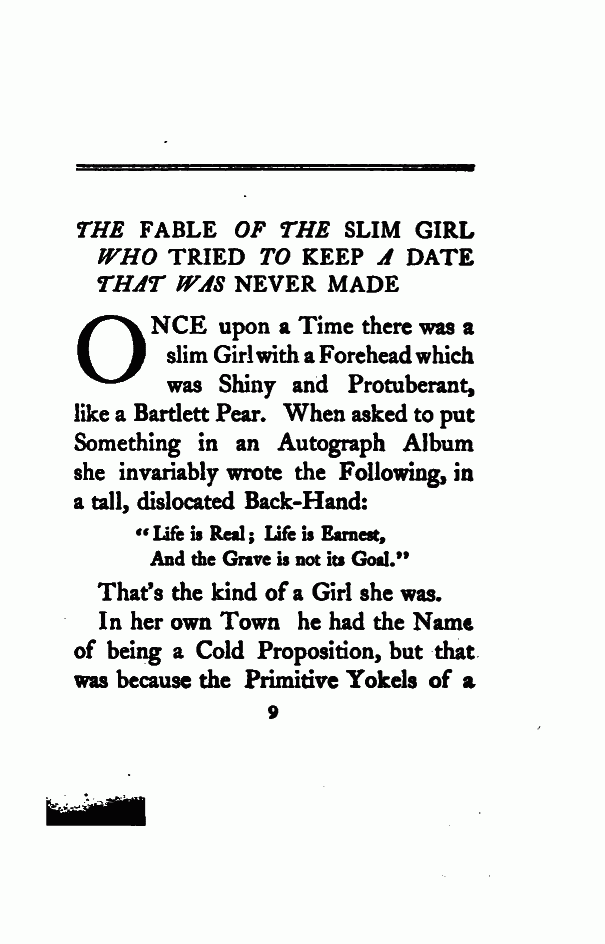 THE FABLE OF THE SLIM GIRL
WHO TRIED TO KEEP A DATE
THAT WAS NEVER MADE
ONCE upon a Time there was a
slim Girl with a Forehead which
was Shiny and Protuberant,
like a Bartlett Pear. When asked to put
Something in an Autograph Album
she invariably wrote the Following, in
a tall, dislocated Back-Hand:
“Life is Real; Life is Earnest,
And the Grave is not its Goal.”
That's the kind of a Girl she was.
In her own Town he had the Name
of being a Cold Proposition, but that
was because the Primitive Yokels of a
9